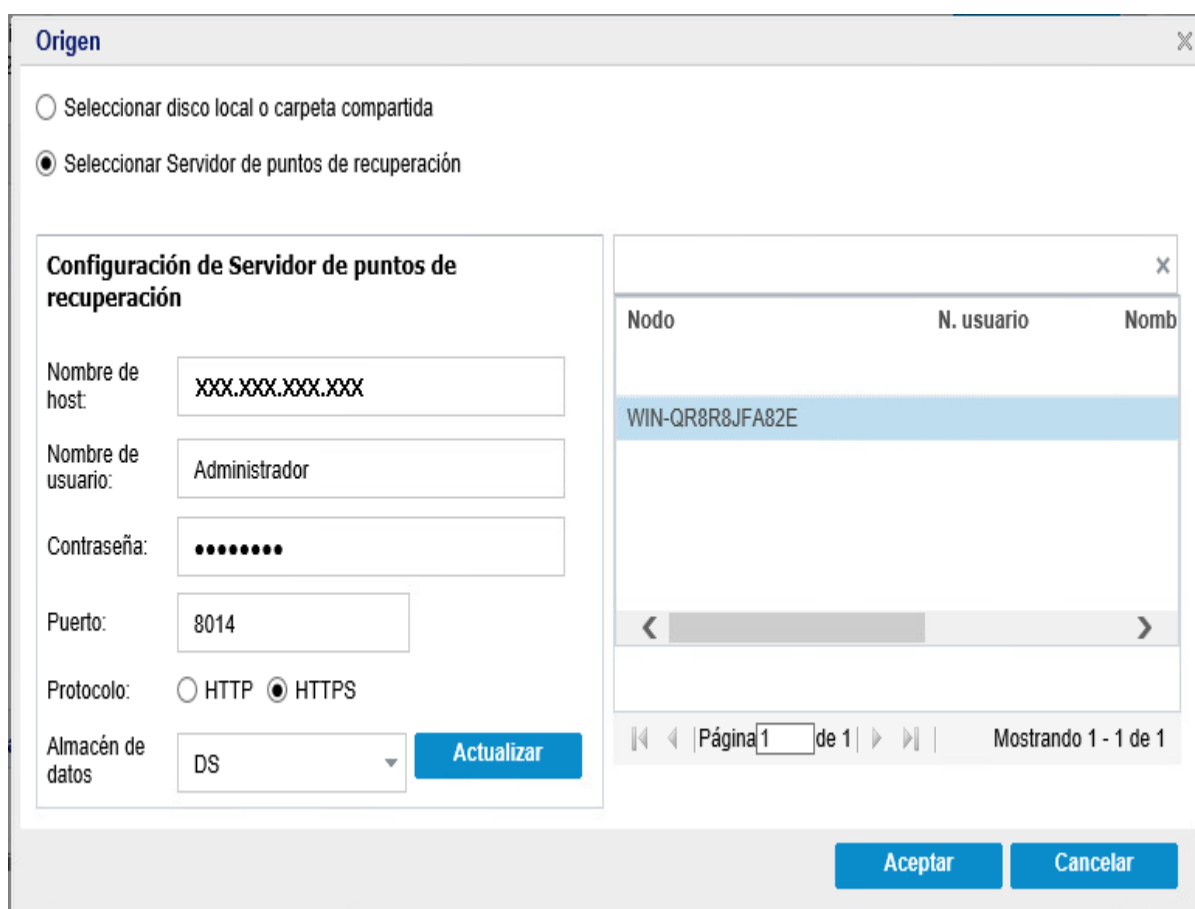 Origen
Seleccionar disco local o carpeta compartida
Seleccionar Servidor de puntos de recuperación
Configuración de Servidor de puntos de
recuperación
Nombre de
host:
XXX.XXX.XXX.XXX
Nombre de
usuario:
Administrador
Contraseña:
••••••••
Puerto:
8014
Protocolo:
HTTP HTTPS
Almacén de
datos
DS
Actualizar
Nodo N. usuario Nomb
WIN-QR8R8JFA82E
Página 1 de 1 Mostrando 1 - 1 de 1
Aceptar Cancelar